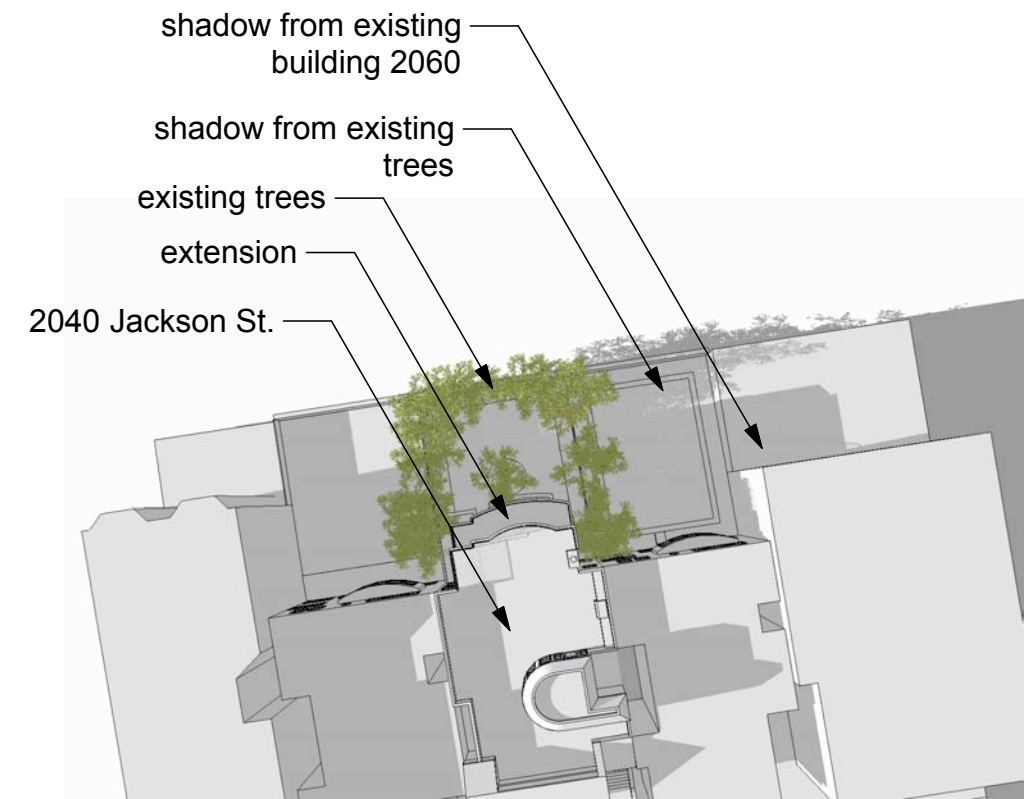 shadow from existing
building 2060
shadow from existing
trees
existing trees
extension
2040 Jackson St.